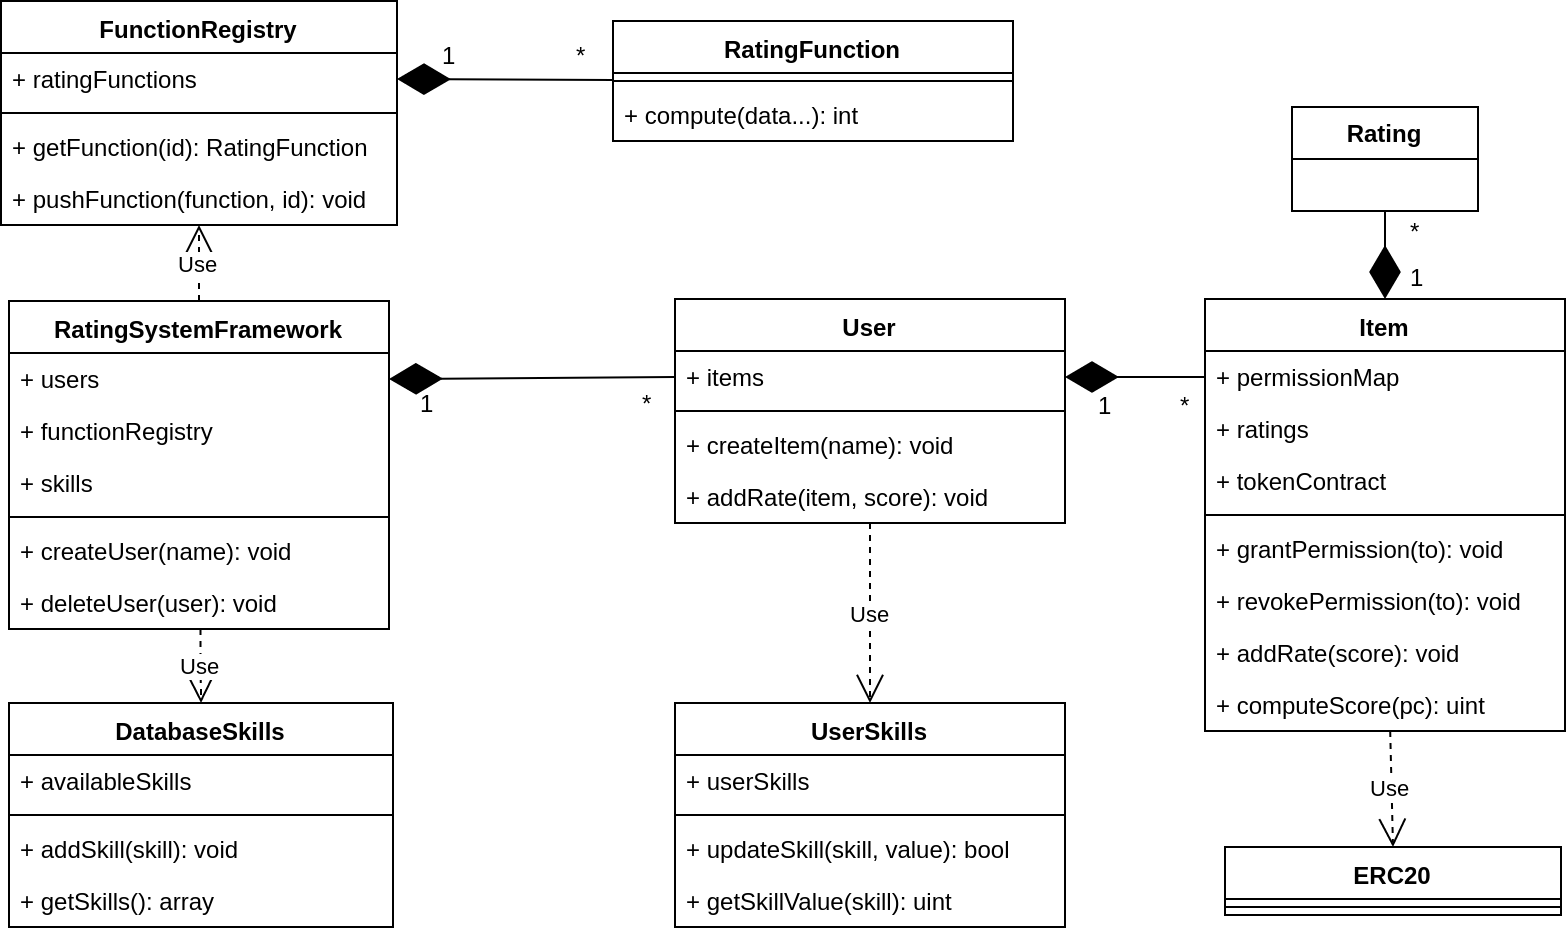 FunctionRegistry
+ ratingFunctions
+ getFunction(id): RatingFunction
+ pushFunction(function, id): void
1
*
RatingFunction
+ compute(data...): int
Rating
*
1
Use
RatingSystemFramework
+ users
+ functionRegistry
+ skills
+ createUser(name): void
+ deleteUser(user): void
1
*
User
+ items
+ createItem(name): void
+ addRate(item, score): void
1
*
Item
+ permissionMap
+ ratings
+ tokenContract
+ grantPermission(to): void
+ revokePermission(to): void
+ addRate(score): void
+ computeScore(pc): uint
Use
Use
Use
DatabaseSkills
+ availableSkills
+ addSkill(skill): void
+ getSkills(): array
UserSkills
+ userSkills
+ updateSkill(skill, value): bool
+ getSkillValue(skill): uint
ERC20